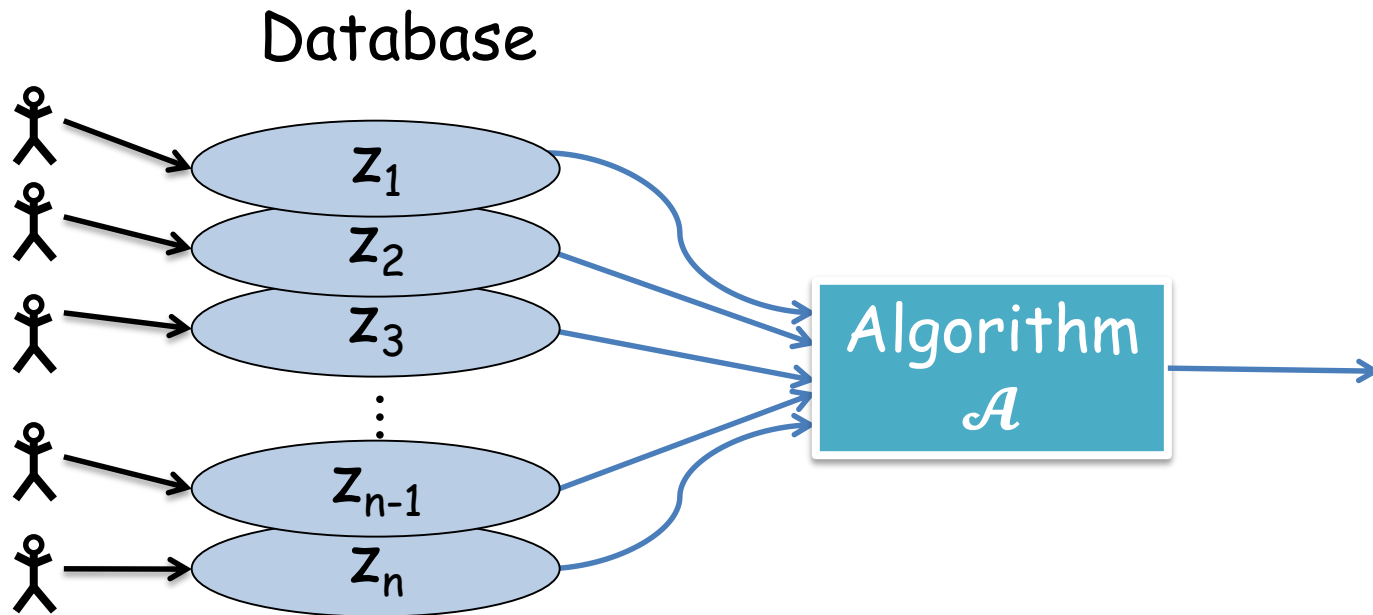 Database
z₁
z₂
z₃
⋮
zₙ₋₁
zₙ
Algorithm
𝓐